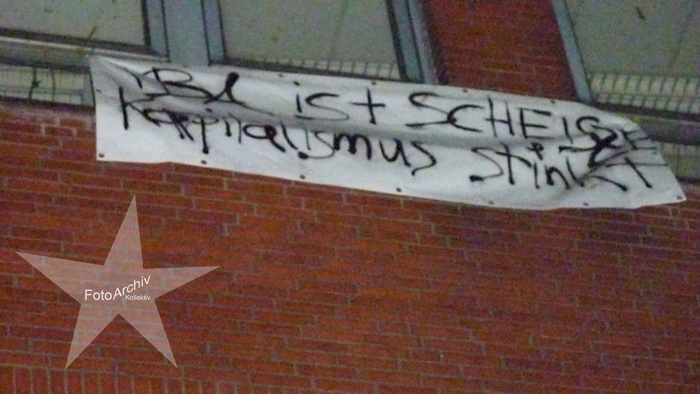 ist SCHEISSE
Kapitalismus stinkt
FotoArchiv
Kollektiv